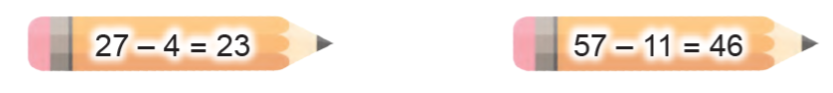 27 – 4 = 23
57 – 11 = 46